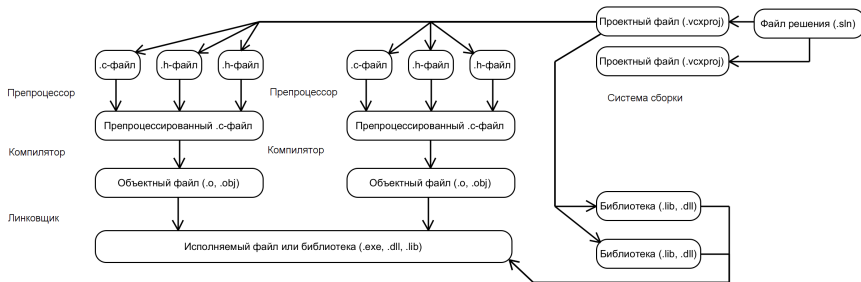 Проектный файл (.vcxproj)
Файл решения (.sln)
Проектный файл (.vcxproj)
Система сборки
.c-файл
.h-файл
.h-файл
.c-файл
.h-файл
.h-файл
Препроцессор
Препроцессор
Препроцессированный .c-файл
Препроцессированный .c-файл
Компилятор
Компилятор
Объектный файл (.o, .obj)
Объектный файл (.o, .obj)
Библиотека (.lib, .dll)
Линковщик
Исполняемый файл или библиотека (.exe, .dll, .lib)
Библиотека (.lib, .dll)